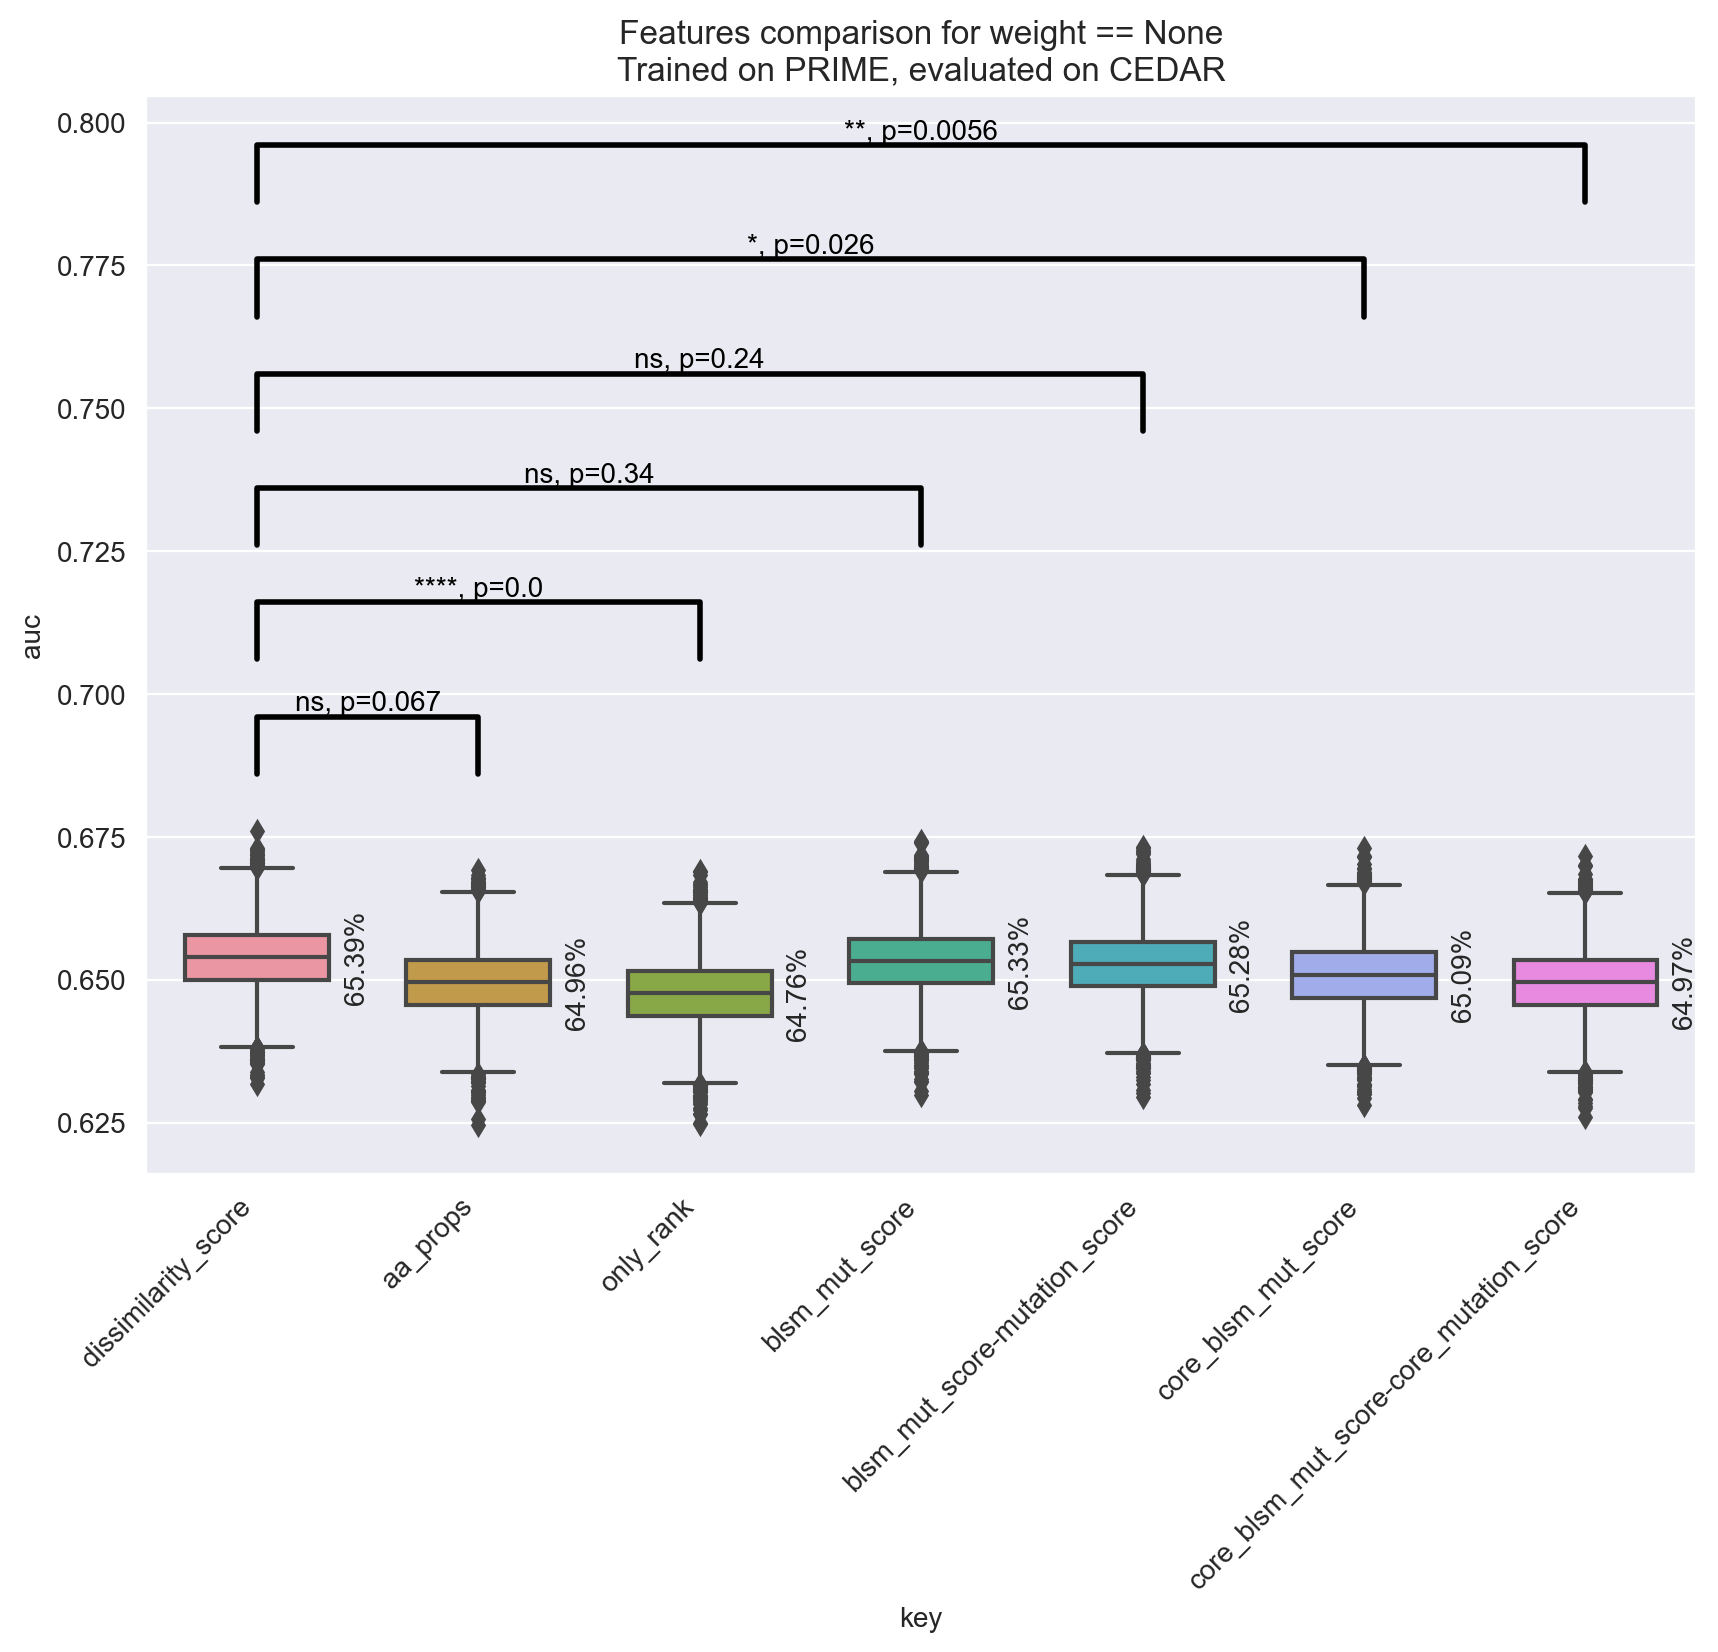 Features comparison for weight == None
Trained on PRIME, evaluated on CEDAR
0.800
0.775
0.750
0.725
0.700
0.675
0.650
0.625
auc
**, p=0.0056
*, p=0.026
ns, p=0.24
ns, p=0.34
****, p=0.0
ns, p=0.067
65.39%
64.96%
64.76%
65.33%
65.28%
65.09%
64.97%
dissimilarity_score
aa_props
only_rank
blsm_mut_score
blsm_mut_score-mutation_score
core_blsm_mut_score
core_blsm_mut_score-core_mutation_score
key